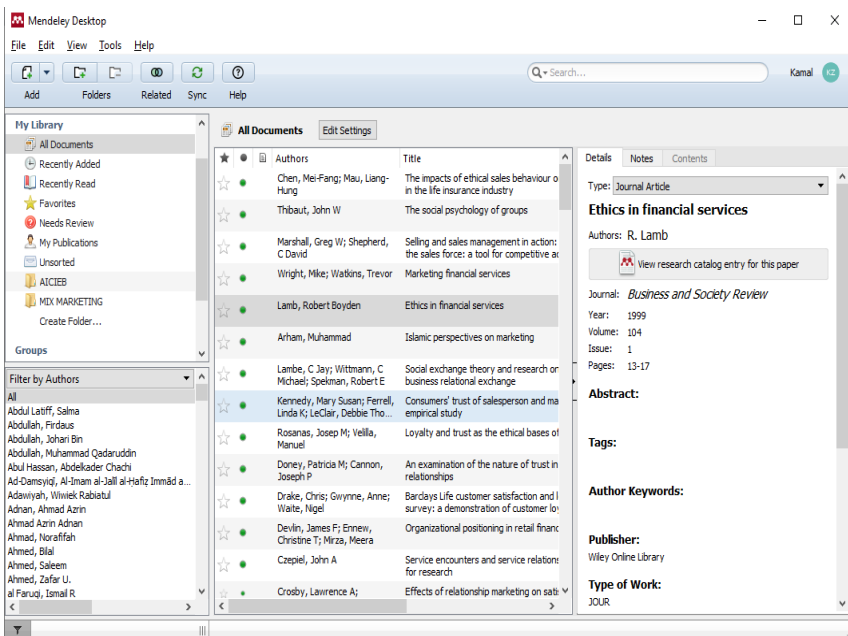 Mendeley Desktop
File Edit View Tools Help
Search...
Kamal KZ
Add Folders Related Sync Help
My Library
All Documents
Recently Added
Recently Read
Favorites
Needs Review
My Publications
Unsorted
AICIEB
MIX MARKETING
Create Folder...
Groups
Filter by Authors
All
Abdul Latiff, Salma
Abdullah, Firdaus
Abdullah, Johari Bin
Abdullah, Muhammad Qadaruddin
Abul Hassan, Abdelkader Chachi
Ad-Damsyiqī, Al-Imam al-Jalīl al-Ḥafiẓ Immād a...
Adawiyah, Wiwiek Rabiatul
Adnan, Ahmad Azrin
Ahmad Azrin Adnan
Ahmad, Norafifah
Ahmed, Bilal
Ahmed, Saleem
Ahmed, Zafar U.
al Faruqi, Ismail R
All Documents Edit Settings
Authors Title
Chen, Mei-Fang; Mau, Liang- The impacts of ethical sales behaviour o
Hung in the life insurance industry
Thibaut, John W The social psychology of groups
Marshall, Greg W; Shepherd, Selling and sales management in action:
C David the sales force: a tool for competitive ad
Wright, Mike; Watkins, Trevor Marketing financial services
Lamb, Robert Boyden Ethics in financial services
Arham, Muhammad Islamic perspectives on marketing
Lambe, C Jay; Wittmann, C Social exchange theory and research on
Michael; Spekman, Robert E business relational exchange
Kennedy, Mary Susan; Ferrell, Consumers' trust of salesperson and ma
Linda K; LeClair, Debbie Tho... empirical study
Rosanas, Josep M; Velilla, Loyalty and trust as the ethical bases of
Manuel
Doney, Patricia M; Cannon, An examination of the nature of trust in
Joseph P relationships
Drake, Chris; Gwynne, Anne; Barclays Life customer satisfaction and l
Waite, Nigel survey: a demonstration of customer loy
Devlin, James F; Ennew, Organizational positioning in retail financ
Christine T; Mirza, Meera
Czepiel, John A Service encounters and service relations
for research
Crosby, Lawrence A; Effects of relationship marketing on satis
Details Notes Contents
Type: Journal Article
Ethics in financial services
Authors: R. Lamb
View research catalog entry for this paper
Journal: Business and Society Review
Year: 1999
Volume: 104
Issue: 1
Pages: 13-17
Abstract:
Tags:
Author Keywords:
Publisher:
Wiley Online Library
Type of Work:
JOUR